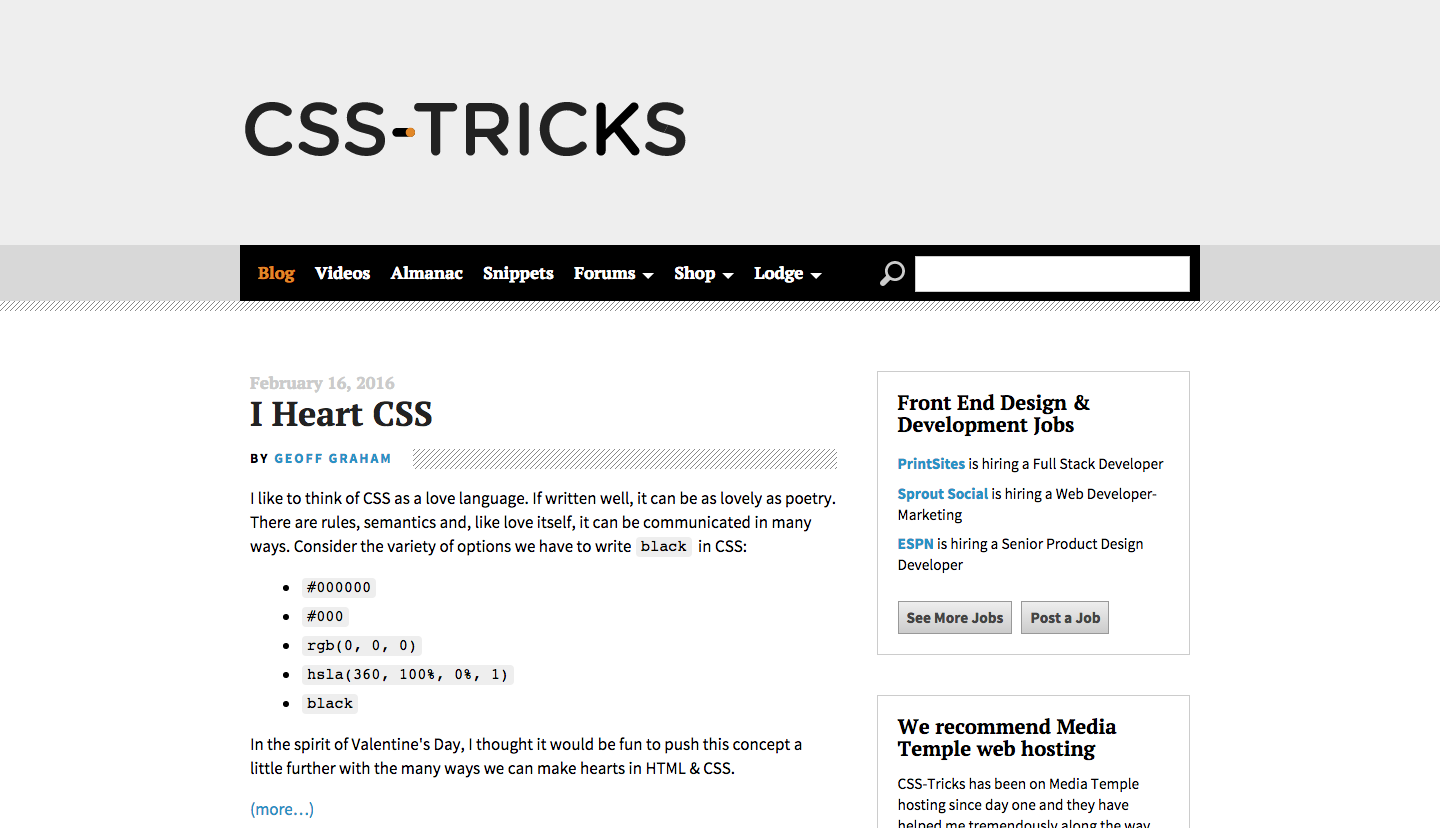 CSS-TRICKS
Blog Videos Almanac Snippets Forums Shop Lodge
February 16, 2016
I Heart CSS
BY GEOFF GRAHAM
I like to think of CSS as a love language. If written well, it can be as lovely as poetry.
There are rules, semantics and, like love itself, it can be communicated in many
ways. Consider the variety of options we have to write black in CSS:
#000000
#000
rgb(0, 0, 0)
hsla(360, 100%, 0%, 1)
black
In the spirit of Valentine's Day, I thought it would be fun to push this concept a
little further with the many ways we can make hearts in HTML & CSS.
(more…)
Front End Design &
Development Jobs
PrintSites is hiring a Full Stack Developer
Sprout Social is hiring a Web Developer-
Marketing
ESPN is hiring a Senior Product Design
Developer
See More Jobs Post a Job
We recommend Media
Temple web hosting
CSS-Tricks has been on Media Temple
hosting since day one and they have
helped me tremendously along the way